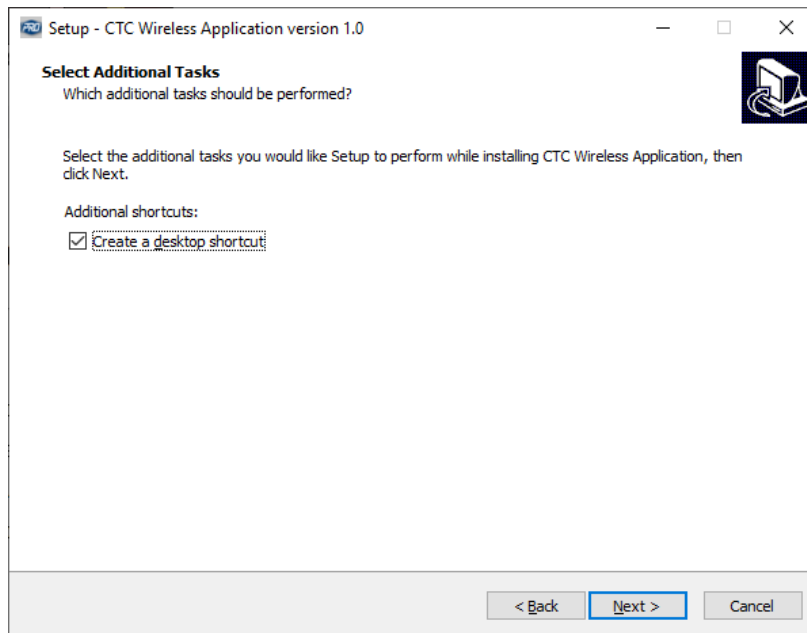 PRO Setup - CTC Wireless Application version 1.0
Select Additional Tasks
Which additional tasks should be performed?
Select the additional tasks you would like Setup to perform while installing CTC Wireless Application, then
click Next.
Additional shortcuts:
Create a desktop shortcut
< Back Next > Cancel